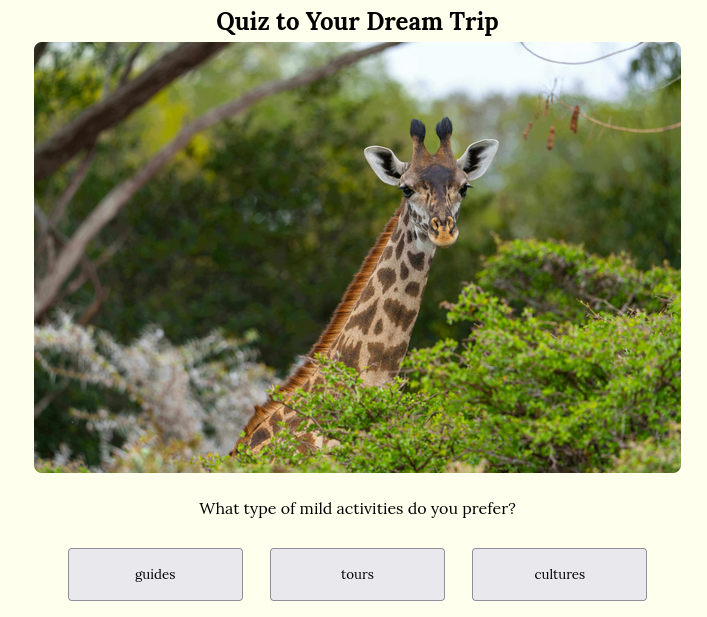 Quiz to Your Dream Trip
What type of mild activities do you prefer?
guides
tours
cultures